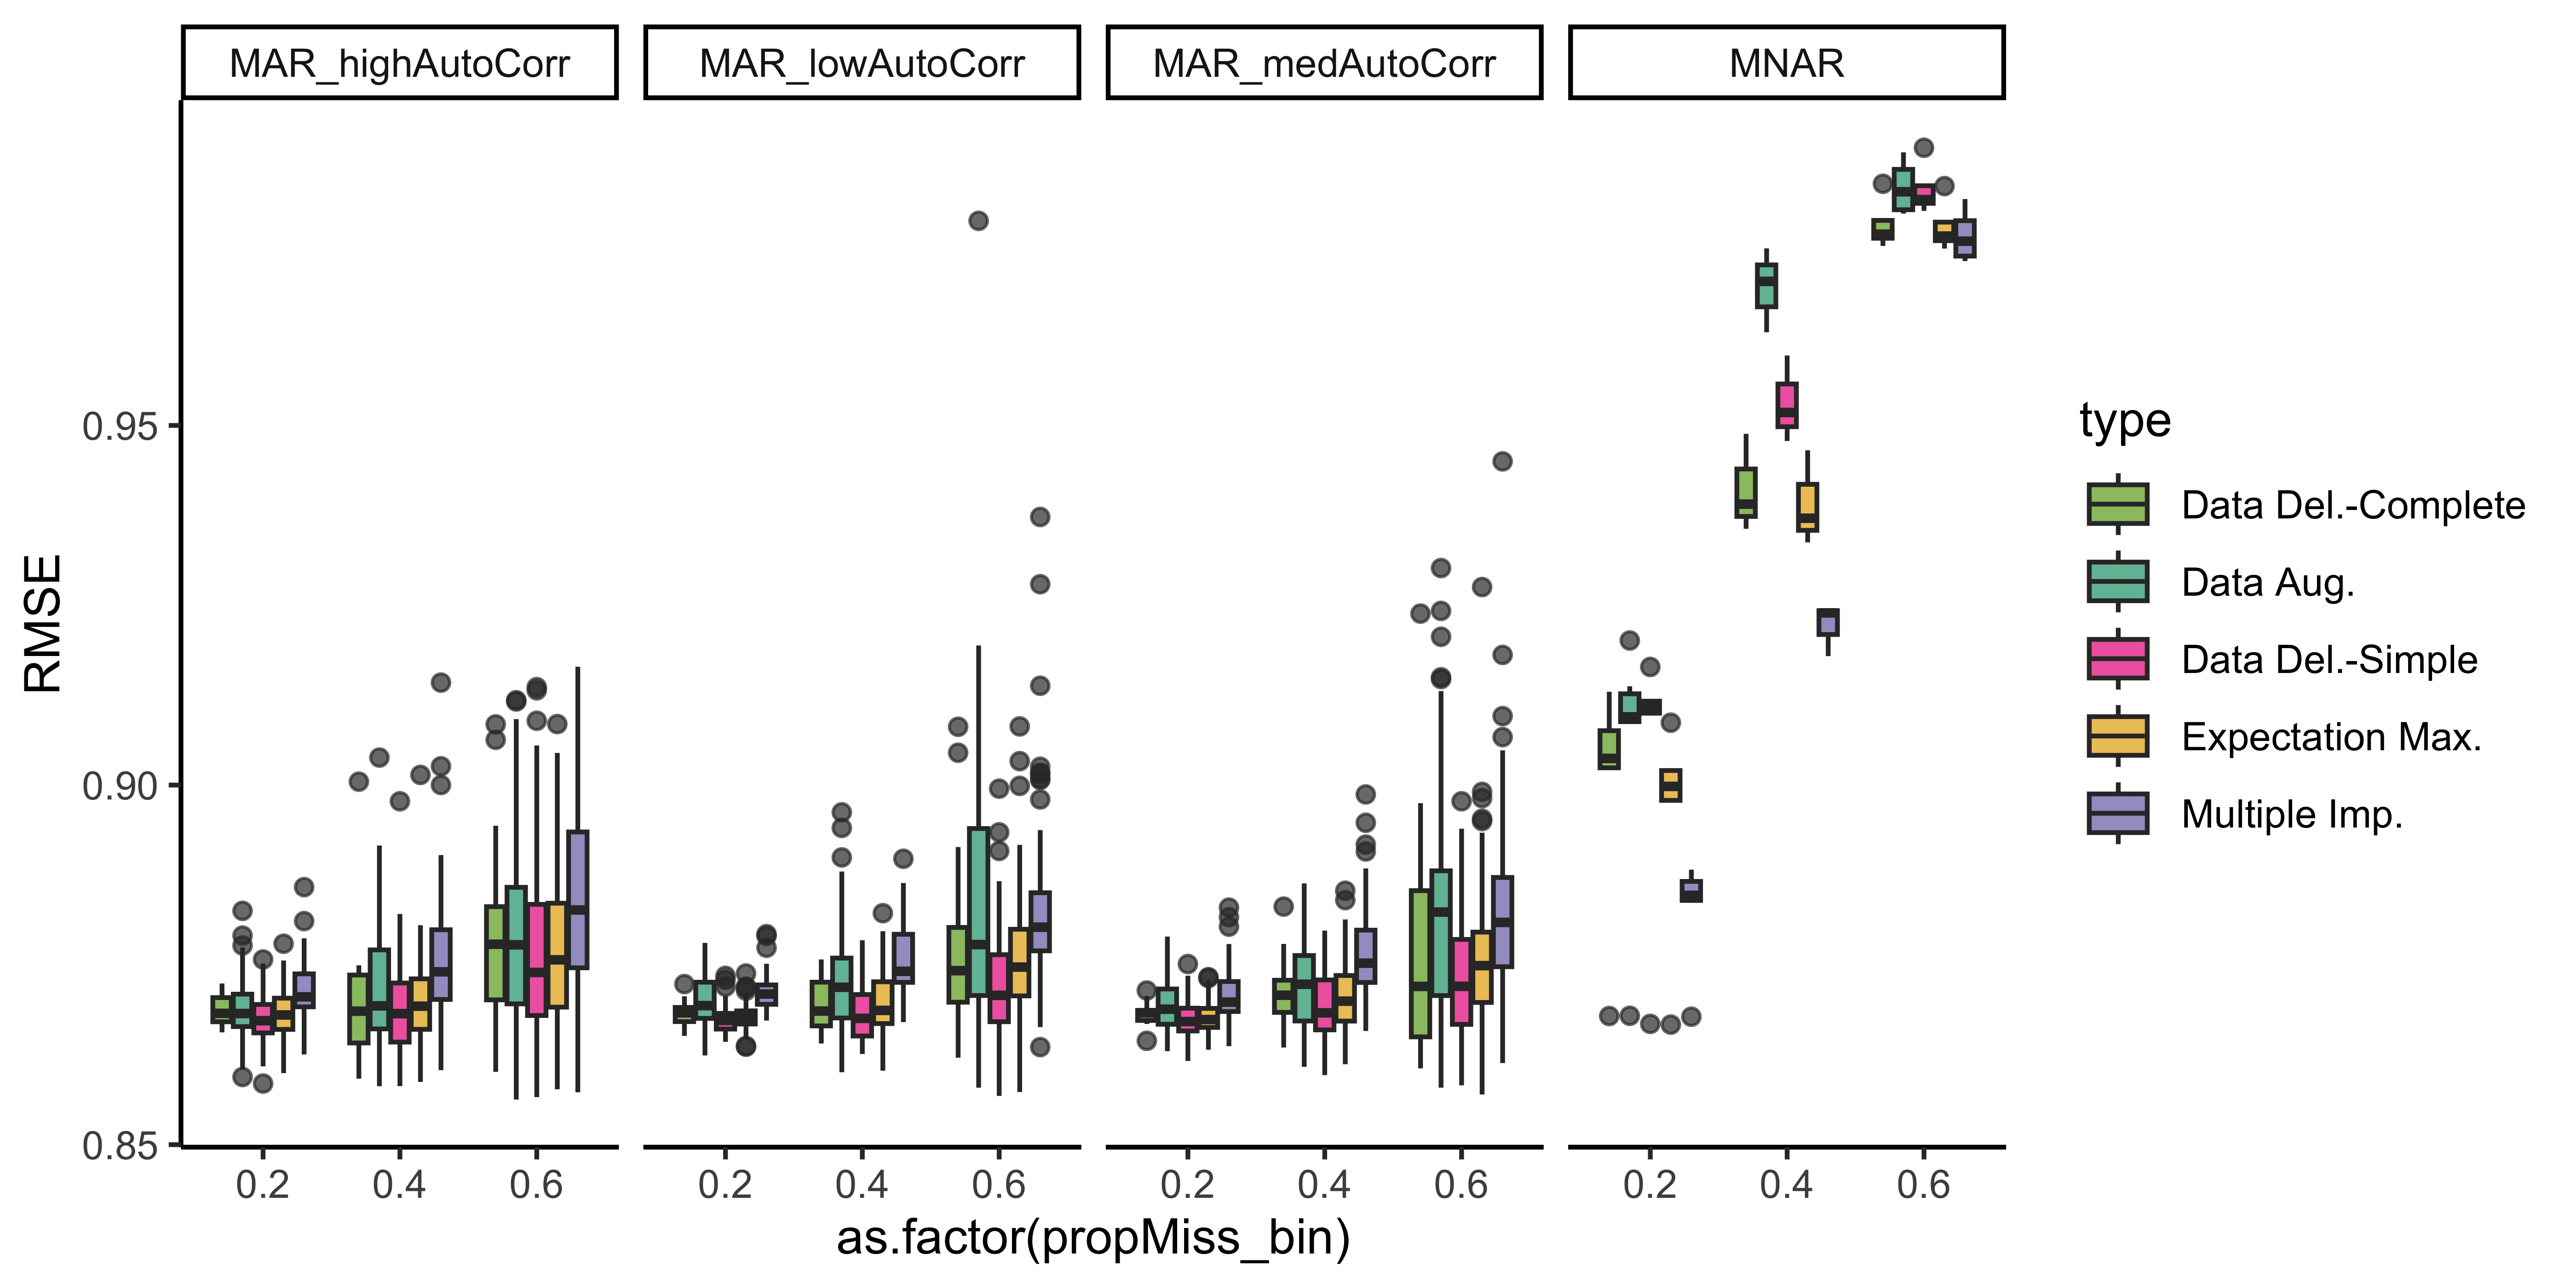 MAR_highAutoCorr MAR_lowAutoCorr MAR_medAutoCorr MNAR
RMSE
0.95
0.90
0.85
0.2 0.4 0.6 0.2 0.4 0.6 0.2 0.4 0.6 0.2 0.4 0.6
as.factor(propMiss_bin)
type
Data Del.-Complete
Data Aug.
Data Del.-Simple
Expectation Max.
Multiple Imp.